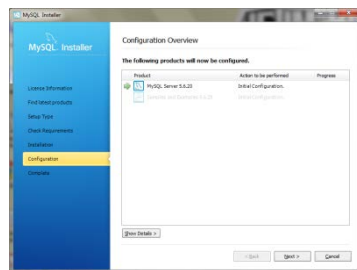 MySQL Installer
MySQL. Installer
Configuration Overview
The following products will now be configured.
Product Action to be performed Progress
MySQL Server 5.6.20 Initial Configuration.
License Information
Find latest products
Setup Type
Check Requirements
Installation
Configuration
Complete
Show Details >
< Back Next > Cancel